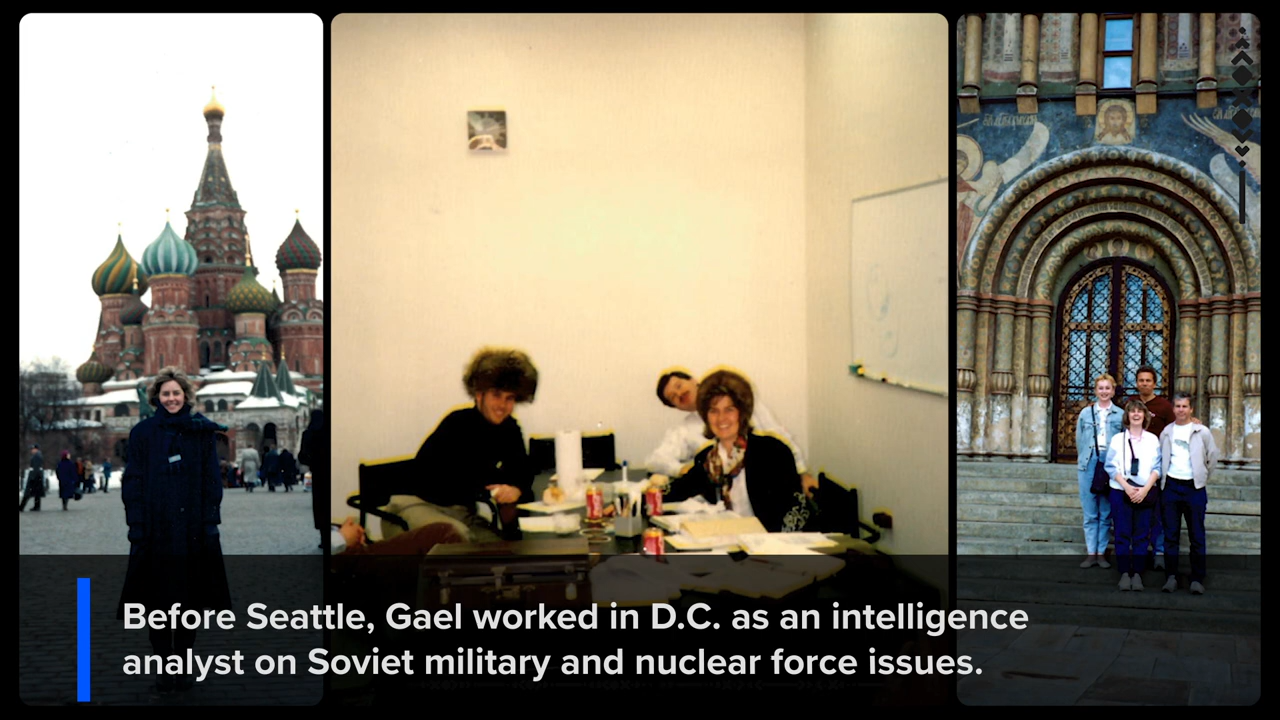 Before Seattle, Gael worked in D.C. as an intelligence
analyst on Soviet military and nuclear force issues.